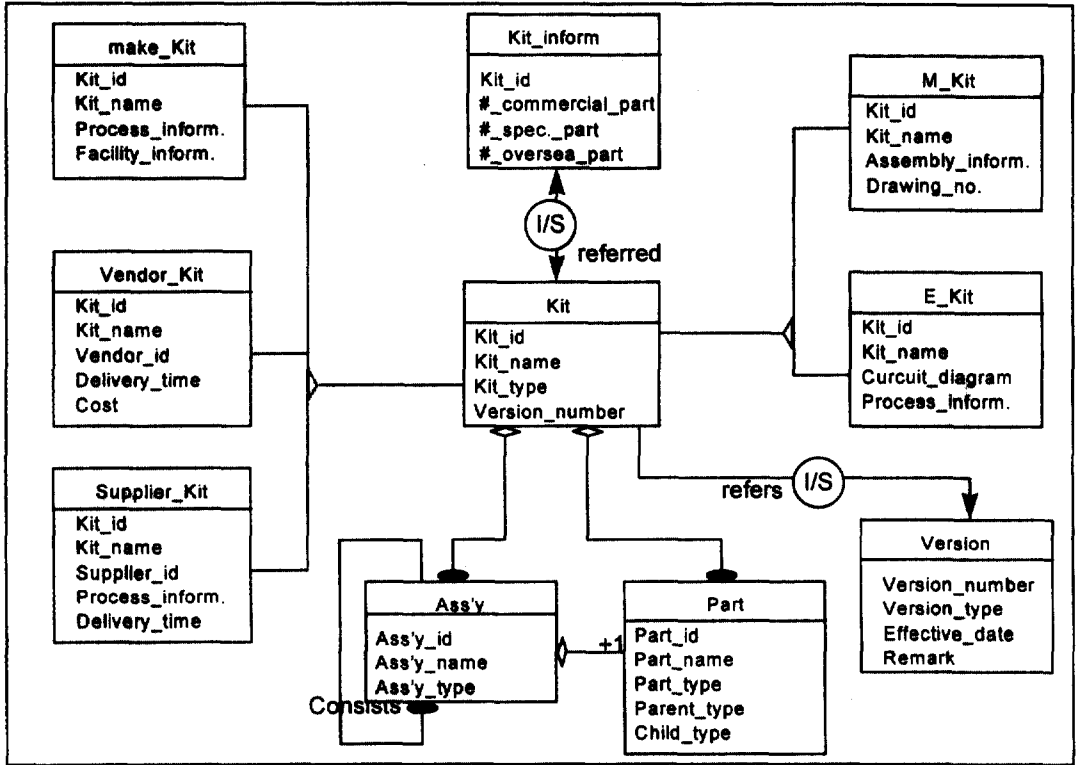 make_Kit
Kit_id
Kit_name
Process_inform.
Facility_inform.
Kit_inform
Kit_id
#_commercial_part
#_spec._part
#_oversea_part
M_Kit
Kit_id
Kit_name
Assembly_inform.
Drawing_no.
I/S
referred
Vendor_Kit
Kit_id
Kit_name
Vendor_id
Delivery_time
Cost
Kit
Kit_id
Kit_name
Kit_type
Version_number
E_Kit
Kit_id
Kit_name
Curcuit_diagram
Process_inform.
Supplier_Kit
Kit_id
Kit_name
Supplier_id
Process_inform.
Delivery_time
refers
I/S
Version
Version_number
Version_type
Effective_date
Remark
Ass'y
Ass'y_id
Ass'y_name
Ass'y_type
Consists
+1
Part
Part_id
Part_name
Part_type
Parent_type
Child_type